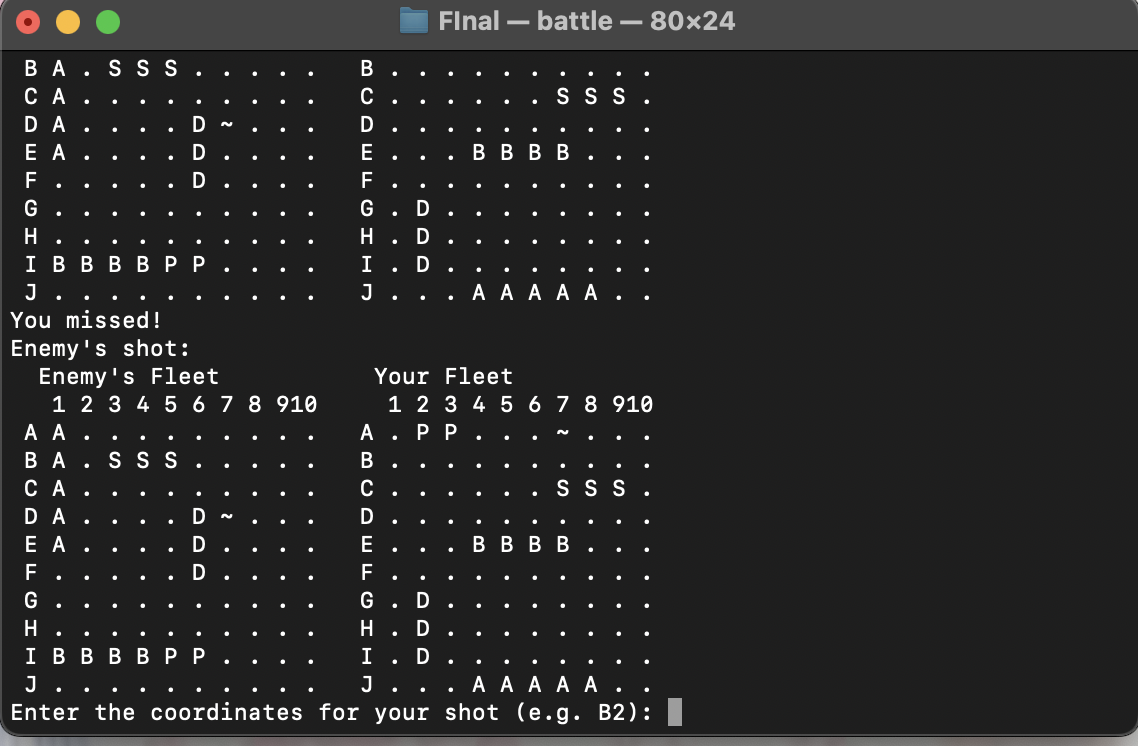 FInal — battle — 80×24
B A . S S S . . . . .   B . . . . . . . . . .
C A . . . . . . . . .   C . . . . . . S S S .
D A . . . . D ~ . . .   D . . . . . . . . . .
E A . . . . D . . . .   E . . . B B B B . . .
F . . . . . D . . . .   F . . . . . . . . . .
G . . . . . . . . . .   G . D . . . . . . . .
H . . . . . . . . . .   H . D . . . . . . . .
I B B B B P P . . . .   I . D . . . . . . . .
J . . . . . . . . . .   J . . . A A A A A . .
You missed!
Enemy's shot:
  Enemy's Fleet           Your Fleet
   1 2 3 4 5 6 7 8 910     1 2 3 4 5 6 7 8 910
 A A . . . . . . . . .   A . P P . . . ~ . . .
 B A . S S S . . . . .   B . . . . . . . . . .
 C A . . . . . . . . .   C . . . . . . S S S .
 D A . . . . D ~ . . .   D . . . . . . . . . .
 E A . . . . D . . . .   E . . . B B B B . . .
 F . . . . . D . . . .   F . . . . . . . . . .
 G . . . . . . . . . .   G . D . . . . . . . .
 H . . . . . . . . . .   H . D . . . . . . . .
 I B B B B P P . . . .   I . D . . . . . . . .
 J . . . . . . . . . .   J . . . A A A A A . .
Enter the coordinates for your shot (e.g. B2):